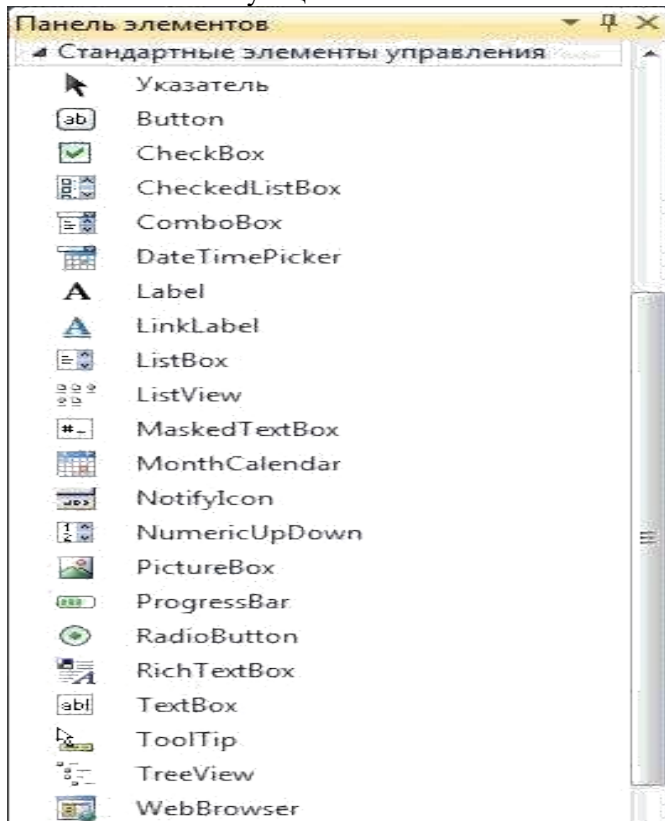 Панель элементов
Стандартные элементы управления
Указатель
Button
CheckBox
CheckedListBox
ComboBox
DateTimePicker
Label
LinkLabel
ListBox
ListView
MaskedTextBox
MonthCalendar
NotifyIcon
NumericUpDown
PictureBox
ProgressBar
RadioButton
RichTextBox
TextBox
ToolTip
TreeView
WebBrowser